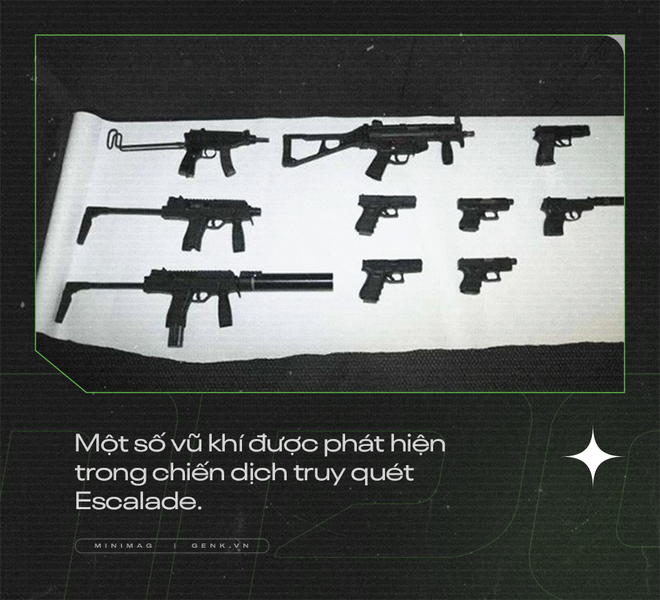 Một số vũ khí được phát hiện
trong chiến dịch truy quét
Escalade.
MINIMAG | GENK.VN